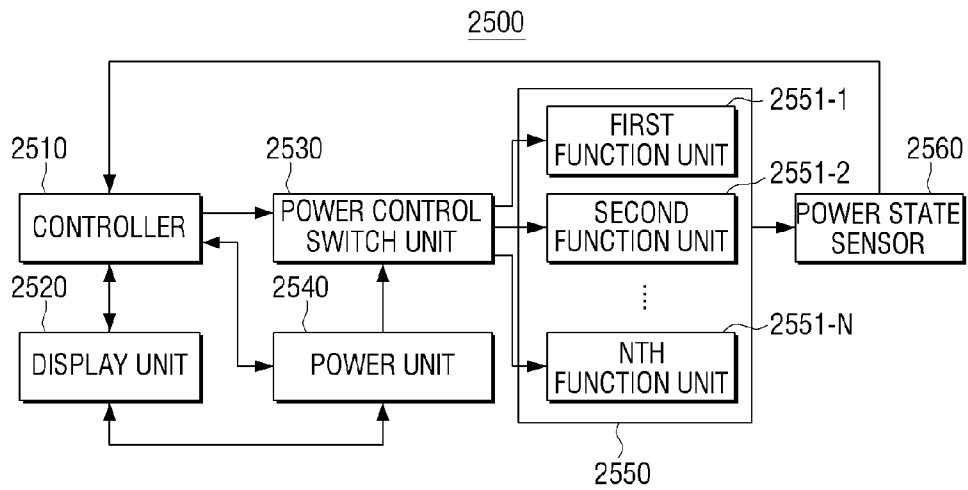 2500
2551-1
FIRST
FUNCTION UNIT
2510
2530
2551-2
2560
CONTROLLER
POWER CONTROL
SWITCH UNIT
SECOND
FUNCTION UNIT
POWER STATE
SENSOR
2520
2540
2551-N
DISPLAY UNIT
POWER UNIT
NTH
FUNCTION UNIT
2550